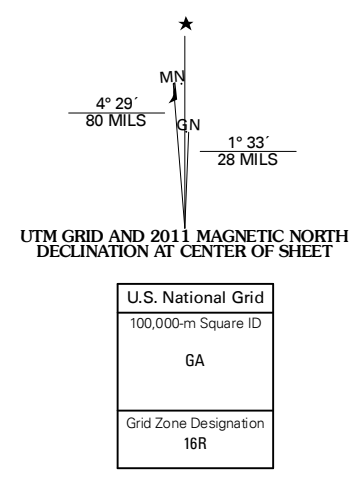 ★
MN
4° 29´
80 MILS
GN
1° 33´
28 MILS
UTM GRID AND 2011 MAGNETIC NORTH
DECLINATION AT CENTER OF SHEET
U.S. National Grid
100,000-m Square ID
GA
Grid Zone Designation
16R